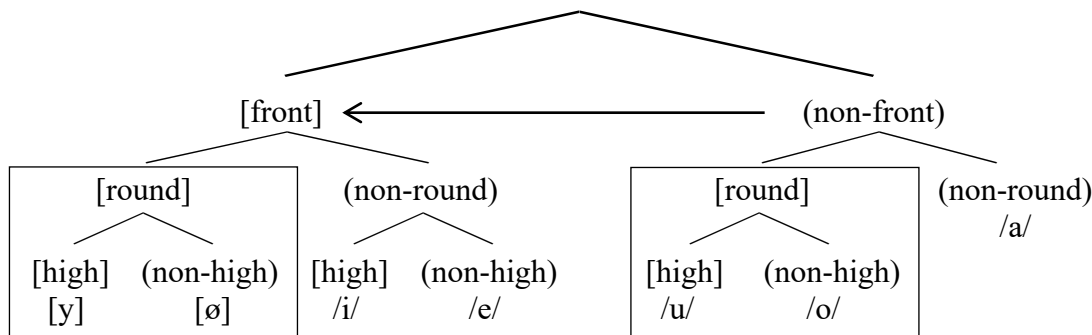 [front] (non-front)
[round] (non-round) [round] (non-round)
/a/
[high] (non-high) [high] (non-high) [high] (non-high)
[y] [ø] /i/ /e/ /u/ /o/